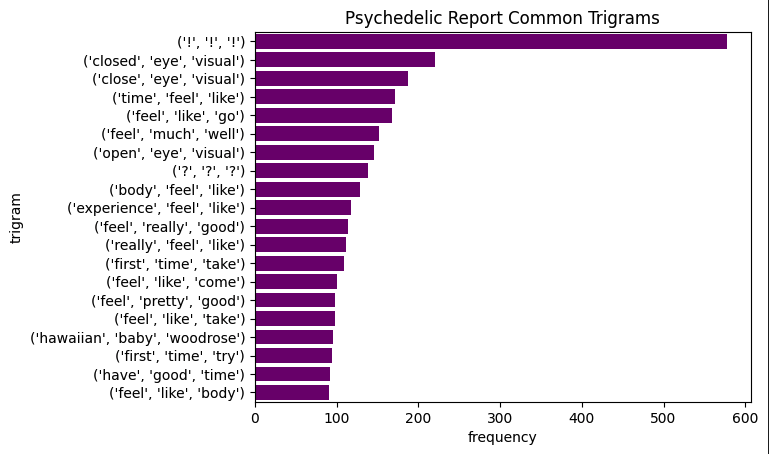 Psychedelic Report Common Trigrams
('!', '!', '!')
('closed', 'eye', 'visual')
('close', 'eye', 'visual')
('time', 'feel', 'like')
('feel', 'like', 'go')
('feel', 'much', 'well')
('open', 'eye', 'visual')
('?', '?', '?')
('body', 'feel', 'like')
('experience', 'feel', 'like')
('feel', 'really', 'good')
('really', 'feel', 'like')
('first', 'time', 'take')
('feel', 'like', 'come')
('feel', 'pretty', 'good')
('feel', 'like', 'take')
('hawaiian', 'baby', 'woodrose')
('first', 'time', 'try')
('have', 'good', 'time')
('feel', 'like', 'body')
trigram
0 100 200 300 400 500 600
frequency